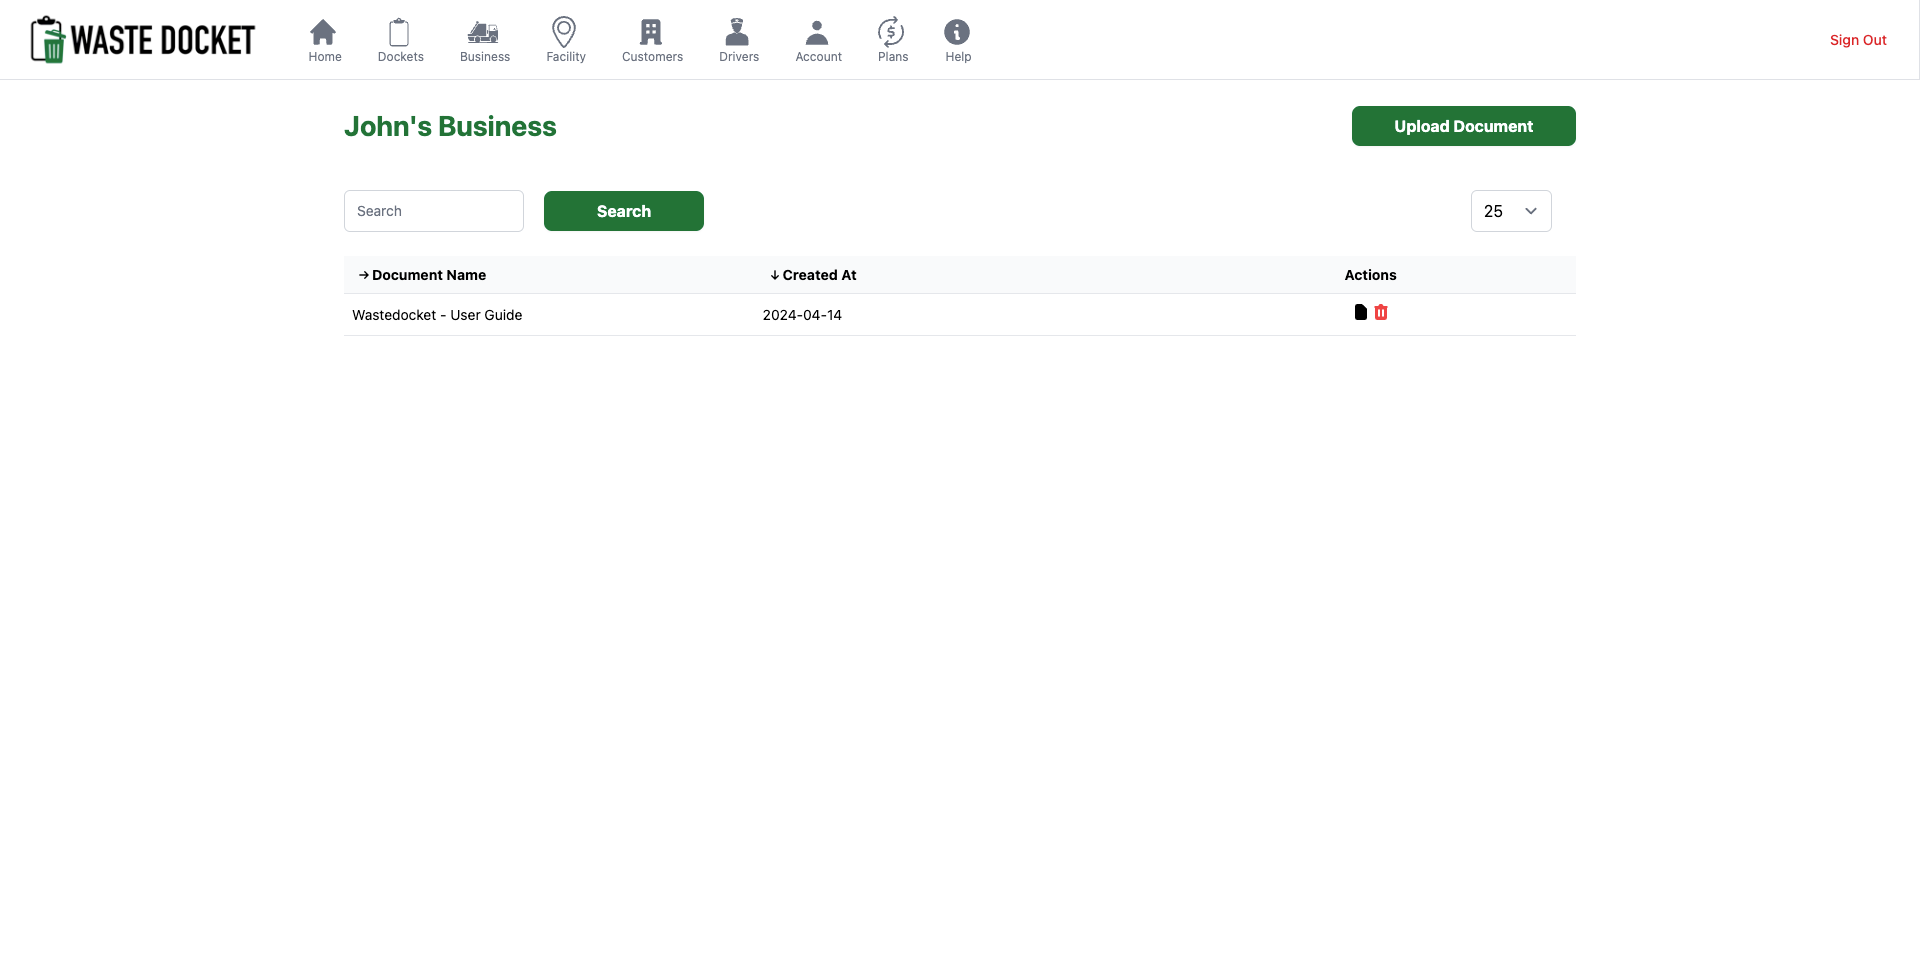 WASTE DOCKET
Home
Dockets
Business
Facility
Customers
Drivers
Account
Plans
Help
Sign Out
John's Business
Upload Document
Search
Search
25
Document Name
Created At
Actions
Wastedocket - User Guide
2024-04-14